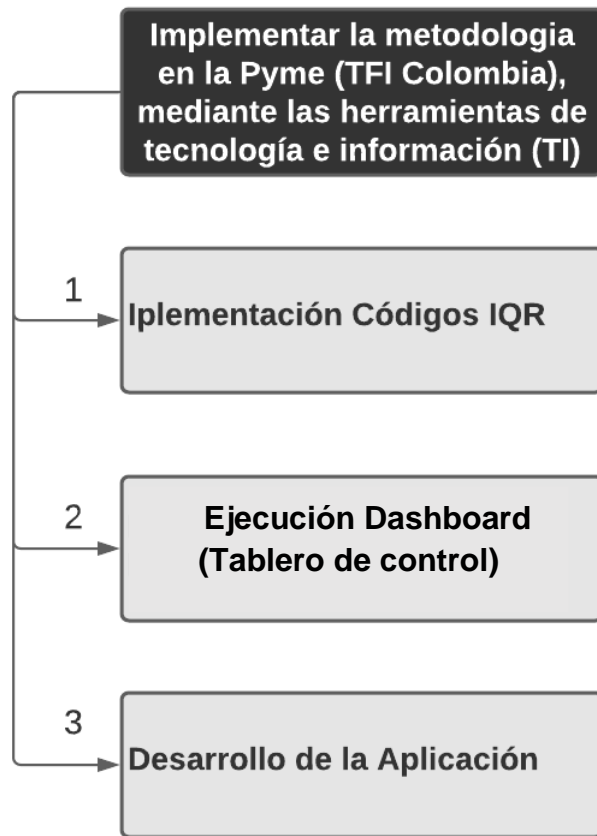 Implementar la metodologia
en la Pyme (TFI Colombia),
mediante las herramientas de
tecnología e información (TI)
1
Iplementación Códigos IQR
2
Ejecución Dashboard
(Tablero de control)
3
Desarrollo de la Aplicación